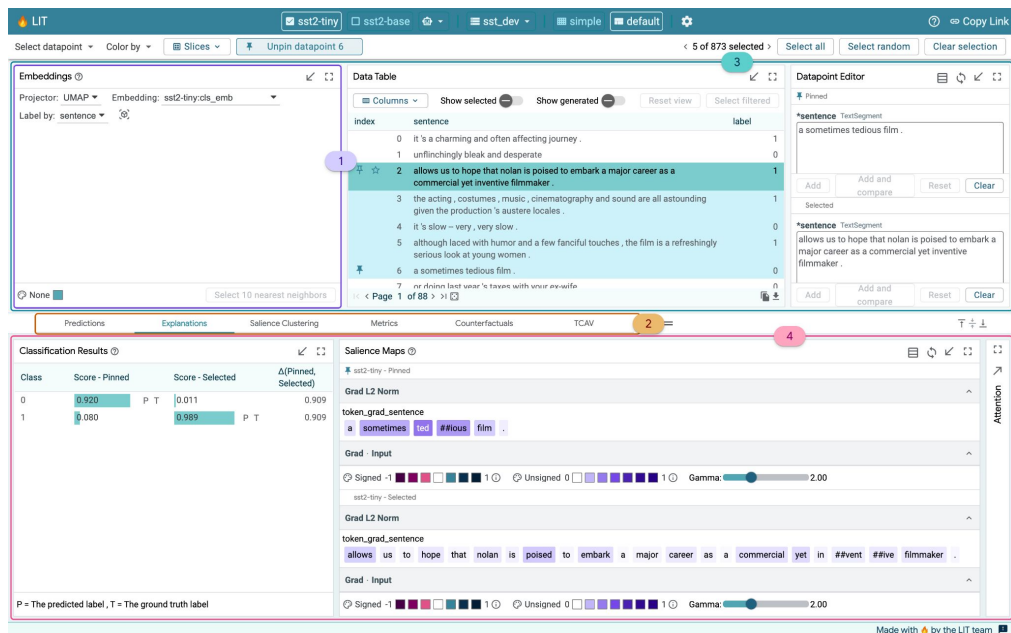 LIT
sst2-tiny sst2-base sst_dev simple default Copy Link
Select datapoint Color by Slices Unpin datapoint 6 < 5 of 873 selected > Select all Select random Clear selection
3
Embeddings
Projector: UMAP Embedding: sst2-tiny:cls_emb
Label by: sentence
1
None Select 10 nearest neighbors
Data Table
Columns Show selected Show generated Reset view Select filtered
index sentence label
0 it 's a charming and often affecting journey . 1
1 unflinchingly bleak and desperate 0
2 allows us to hope that nolan is poised to embark a major career as a 1
commercial yet inventive filmmaker .
3 the acting , costumes , music , cinematography and sound are all astounding 1
given the production 's austere locales .
4 it 's slow – very , very slow . 0
5 although laced with humor and a few fanciful touches , the film is a refreshingly 1
serious look at young women .
6 a sometimes tedious film . 0
7 or doing last year 's taxes with your ex-wife 0
< Page 1 of 88 >
Datapoint Editor
Pinned
*sentence TextSegment
a sometimes tedious film .
Add Add and compare Reset Clear
Selected
*sentence TextSegment
allows us to hope that nolan is poised to embark a
major career as a commercial yet inventive
filmmaker .
Add Add and compare Reset Clear
Predictions Explanations Salience Clustering Metrics Counterfactuals TCAV 2
4
Classification Results
Class Score - Pinned Score - Selected Δ(Pinned, Selected)
0 0.920 P T 0.011 0.909
1 0.080 0.989 P T 0.909
P = The predicted label , T = The ground truth label
Salience Maps
sst2-tiny - Pinned
Grad L2 Norm
token_grad_sentence
a sometimes ted ##ious film .
Grad · Input
Signed -1 1 Unsigned 0 1 Gamma: 2.00
sst2-tiny - Selected
Grad L2 Norm
token_grad_sentence
allows us to hope that nolan is poised to embark a major career as a commercial yet in ##vent ##ive filmmaker .
Grad · Input
Signed -1 1 Unsigned 0 1 Gamma: 2.00
Attention
Made with by the LIT team